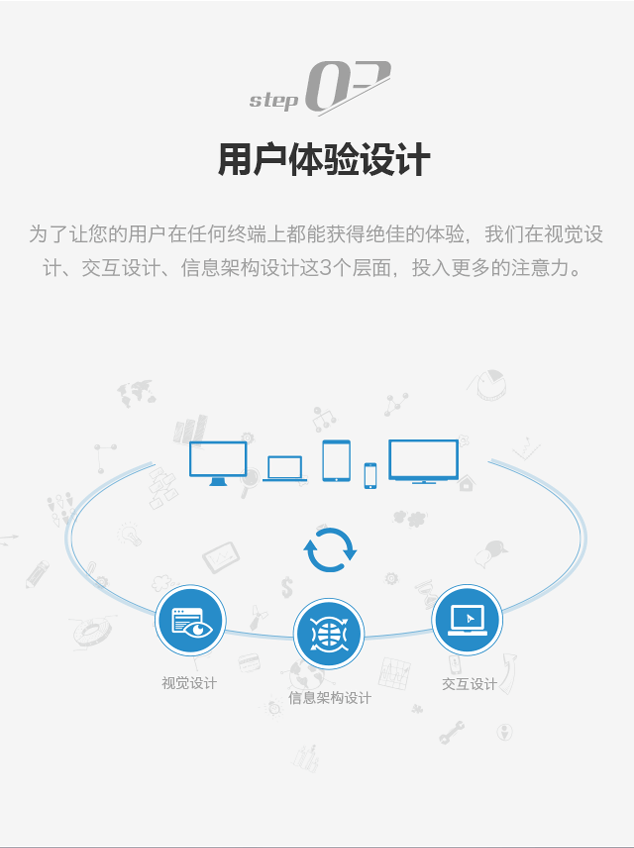 step 03
用户体验设计
为了让您的用户在任何终端上都能获得绝佳的体验，我们在视觉设
计、交互设计、信息架构设计这3个层面，投入更多的注意力。
视觉设计
信息架构设计
交互设计